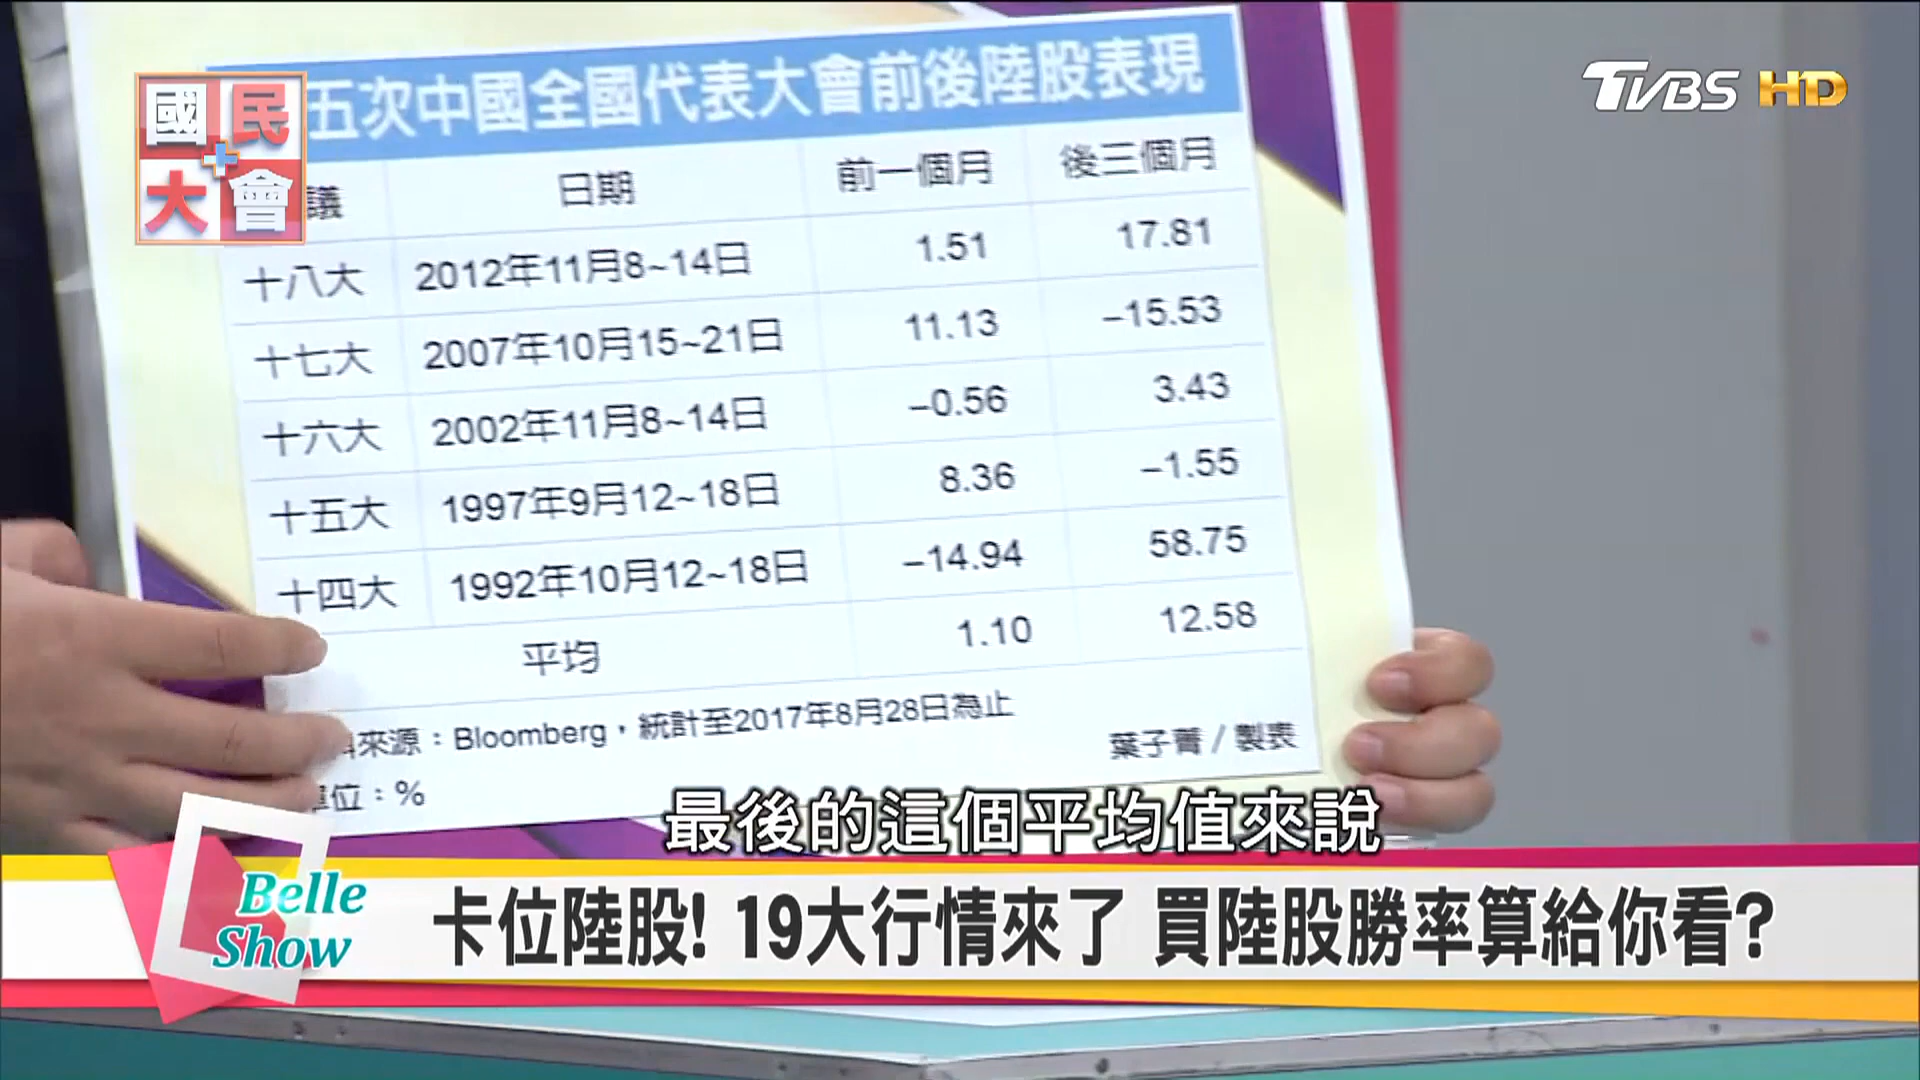 國民
大會
TVBS HD
五次中國全國代表大會前後陸股表現
議 日期 前一個月 後三個月
十八大 2012年11月8~14日 1.51 17.81
十七大 2007年10月15~21日 11.13 -15.53
十六大 2002年11月8~14日 -0.56 3.43
十五大 1997年9月12~18日 8.36 -1.55
十四大 1992年10月12~18日 -14.94 58.75
平均 1.10 12.58
來源：Bloomberg，統計至2017年8月28日為止
位：%
葉子菁／製表
最後的這個平均值來說
Belle
Show
卡位陸股! 19大行情來了 買陸股勝率算給你看?